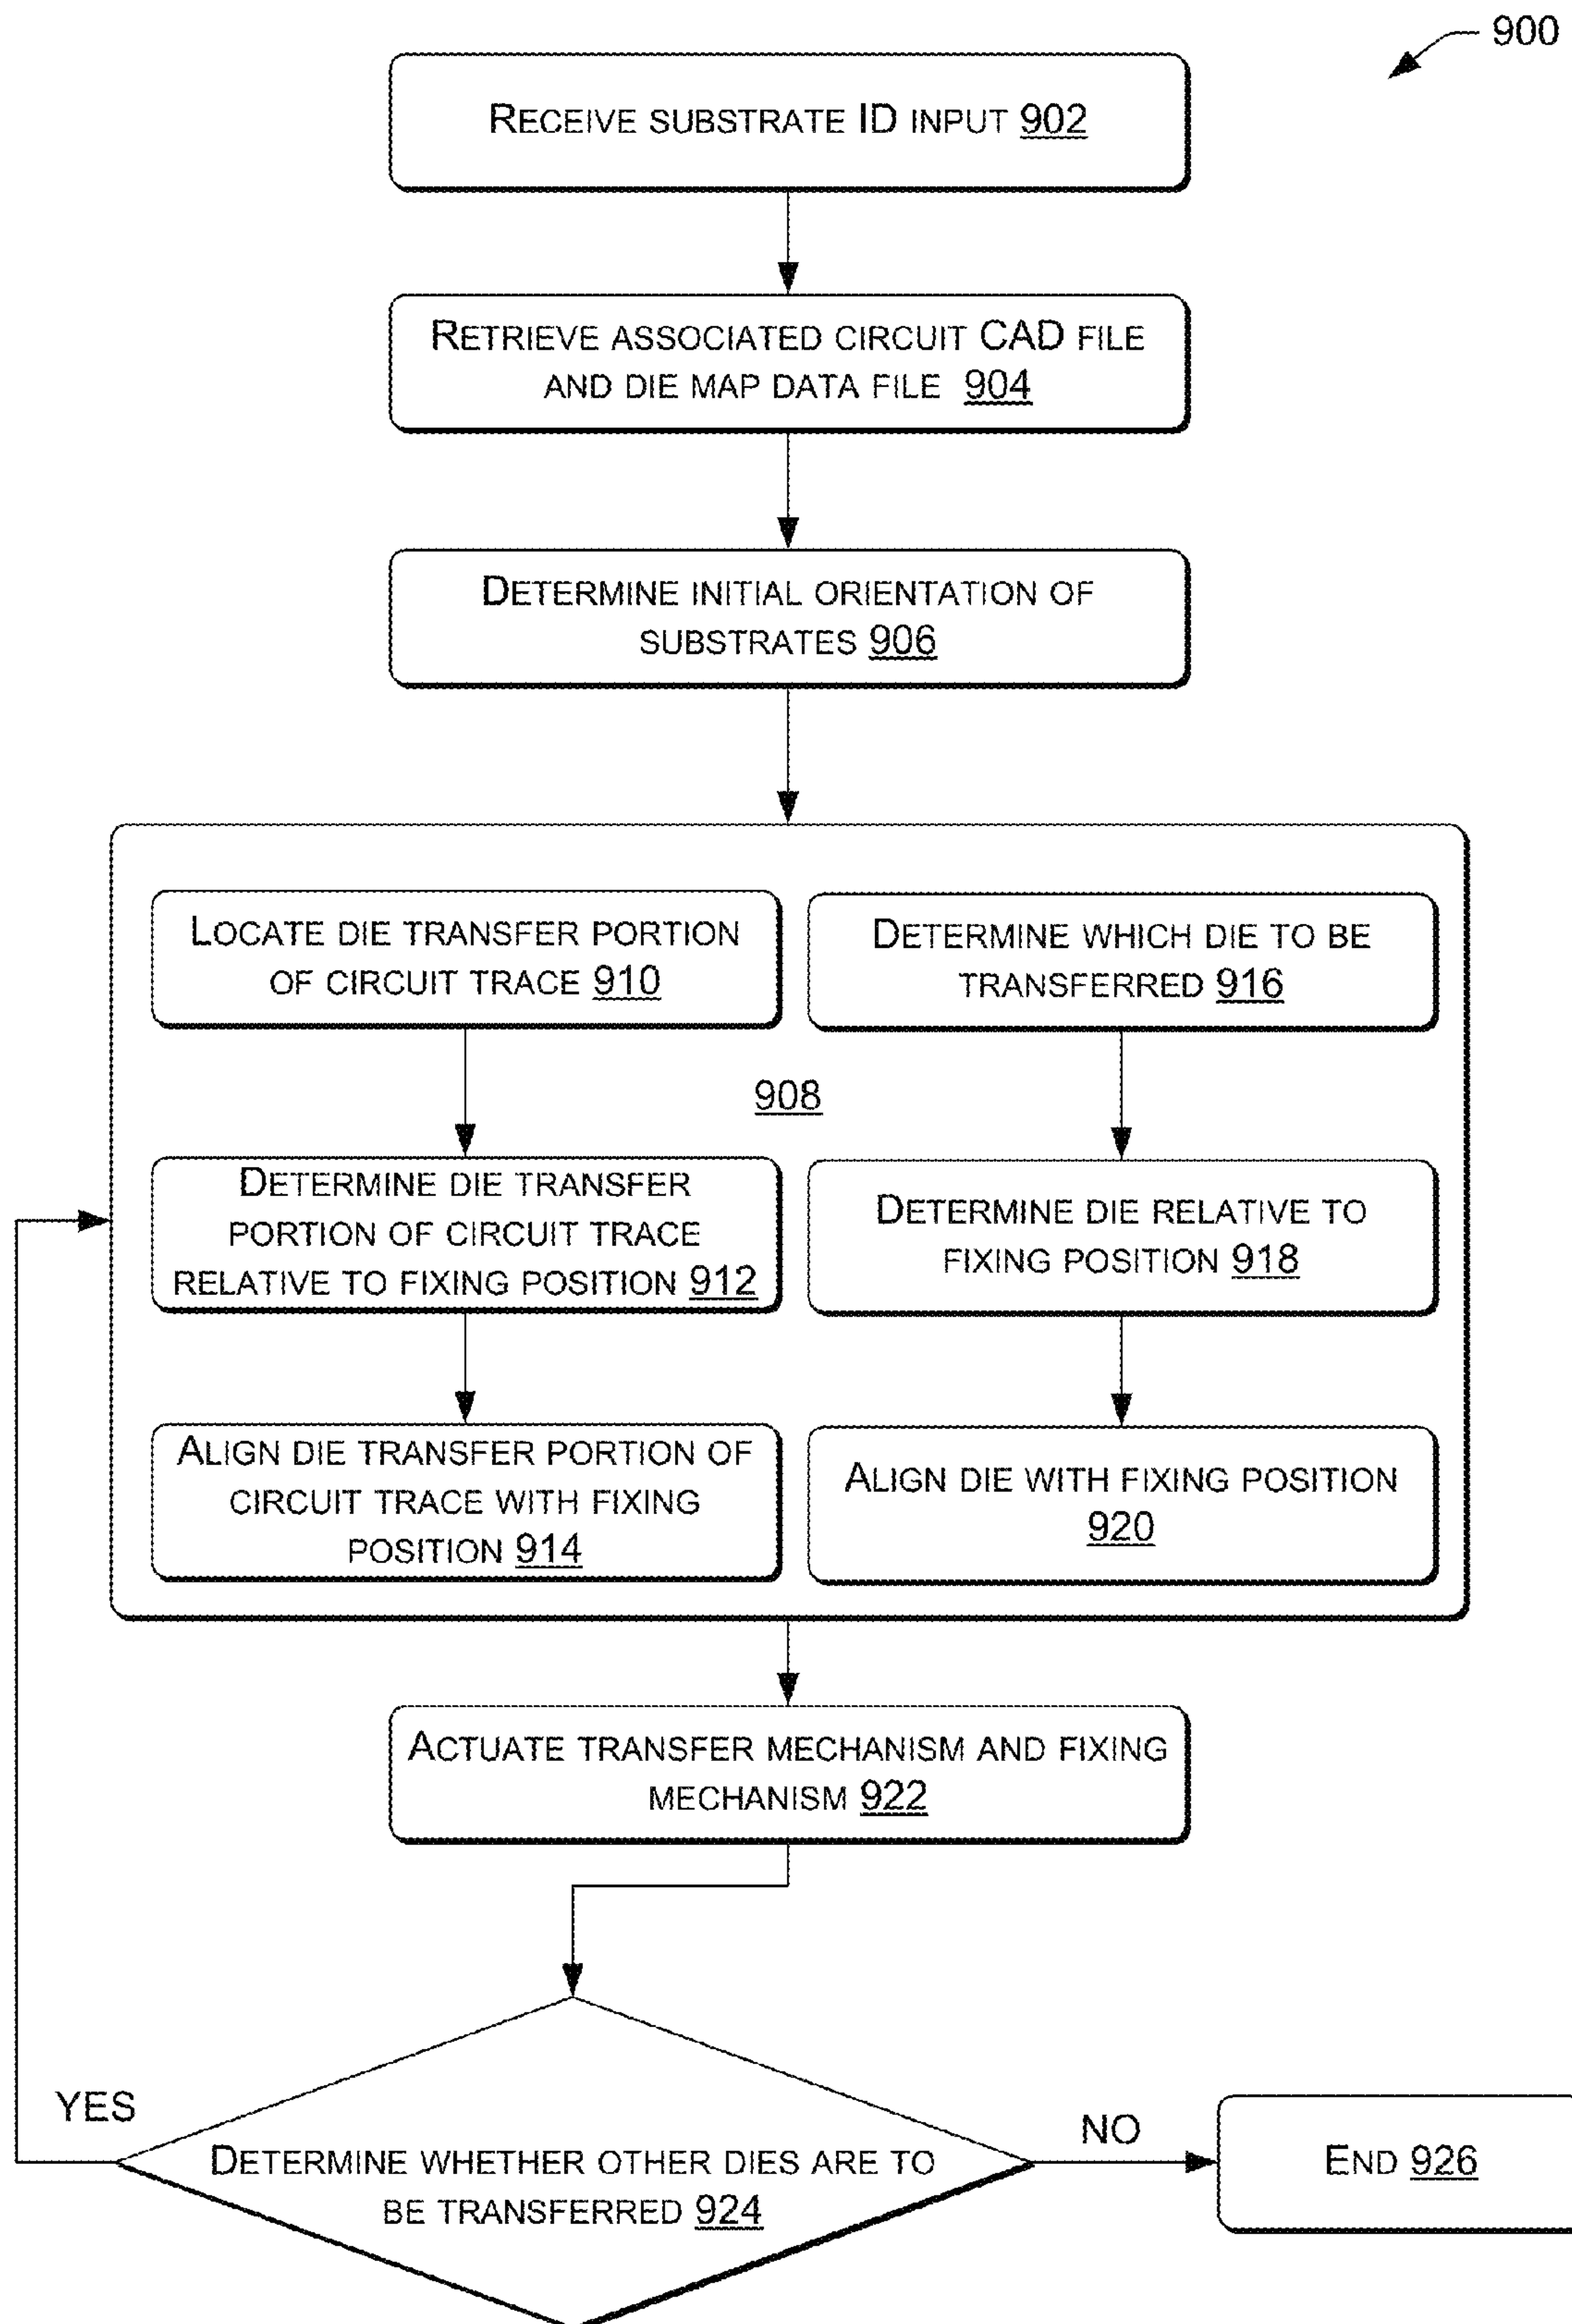 900
RECEIVE SUBSTRATE ID INPUT 902
RETRIEVE ASSOCIATED CIRCUIT CAD FILE
AND DIE MAP DATA FILE 904
DETERMINE INITIAL ORIENTATION OF
SUBSTRATES 906
LOCATE DIE TRANSFER PORTION
OF CIRCUIT TRACE 910
DETERMINE WHICH DIE TO BE
TRANSFERRED 916
908
DETERMINE DIE TRANSFER
PORTION OF CIRCUIT TRACE
RELATIVE TO FIXING POSITION 912
DETERMINE DIE RELATIVE TO
FIXING POSITION 918
ALIGN DIE TRANSFER PORTION OF
CIRCUIT TRACE WITH FIXING
POSITION 914
ALIGN DIE WITH FIXING POSITION
920
ACTUATE TRANSFER MECHANISM AND FIXING
MECHANISM 922
YES
DETERMINE WHETHER OTHER DIES ARE TO
BE TRANSFERRED 924
NO
END 926